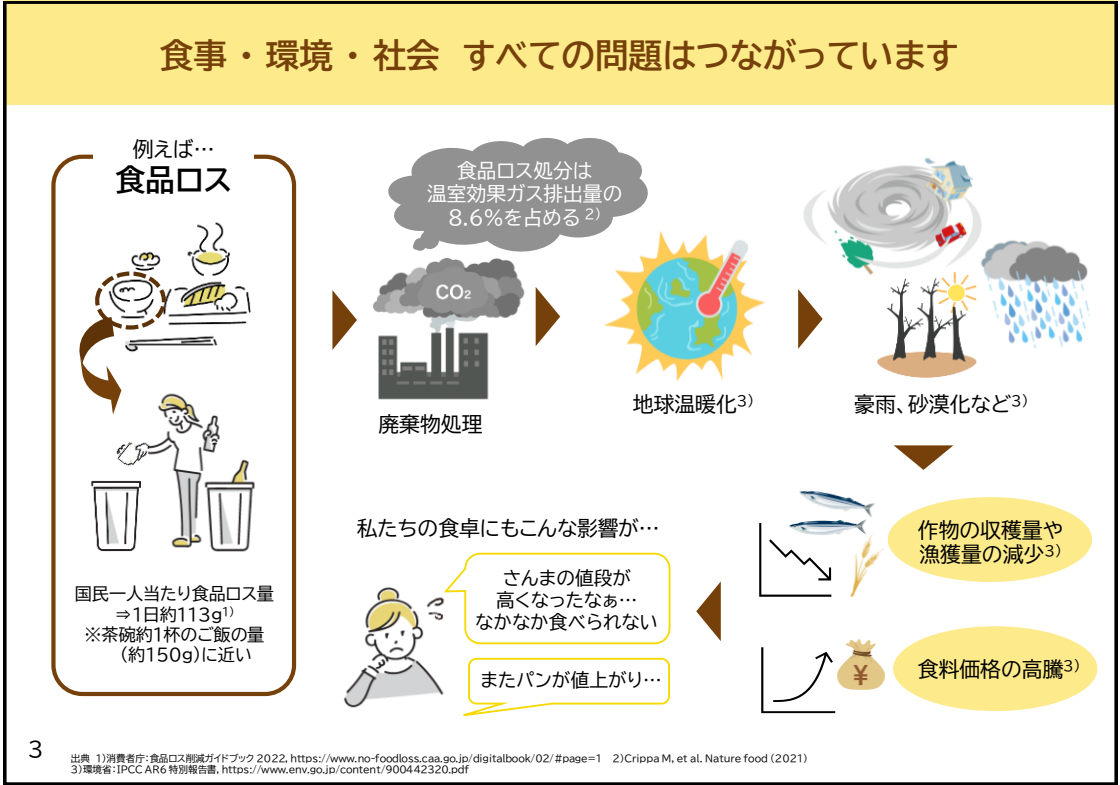 食事・環境・社会 すべての問題はつながっています
例えば…
食品ロス
国民一人当たり食品ロス量
⇒1日約113g1)
※茶碗約1杯のご飯の量
(約150g)に近い
食品ロス処分は
温室効果ガス排出量の
8.6%を占める 2)
CO₂
廃棄物処理
地球温暖化3)
豪雨、砂漠化など3)
作物の収穫量や
漁獲量の減少3)
¥
食料価格の高騰3)
私たちの食卓にもこんな影響が…
さんまの値段が
高くなったなぁ…
なかなか食べられない
またパンが値上がり…
3
出典 1)消費者庁:食品ロス削減ガイドブック 2022, https://www.no-foodloss.caa.go.jp/digitalbook/02/#page=1 2)Crippa M, et al. Nature food (2021)
3)環境省:IPCC AR6 特別報告書, https://www.env.go.jp/content/900442320.pdf